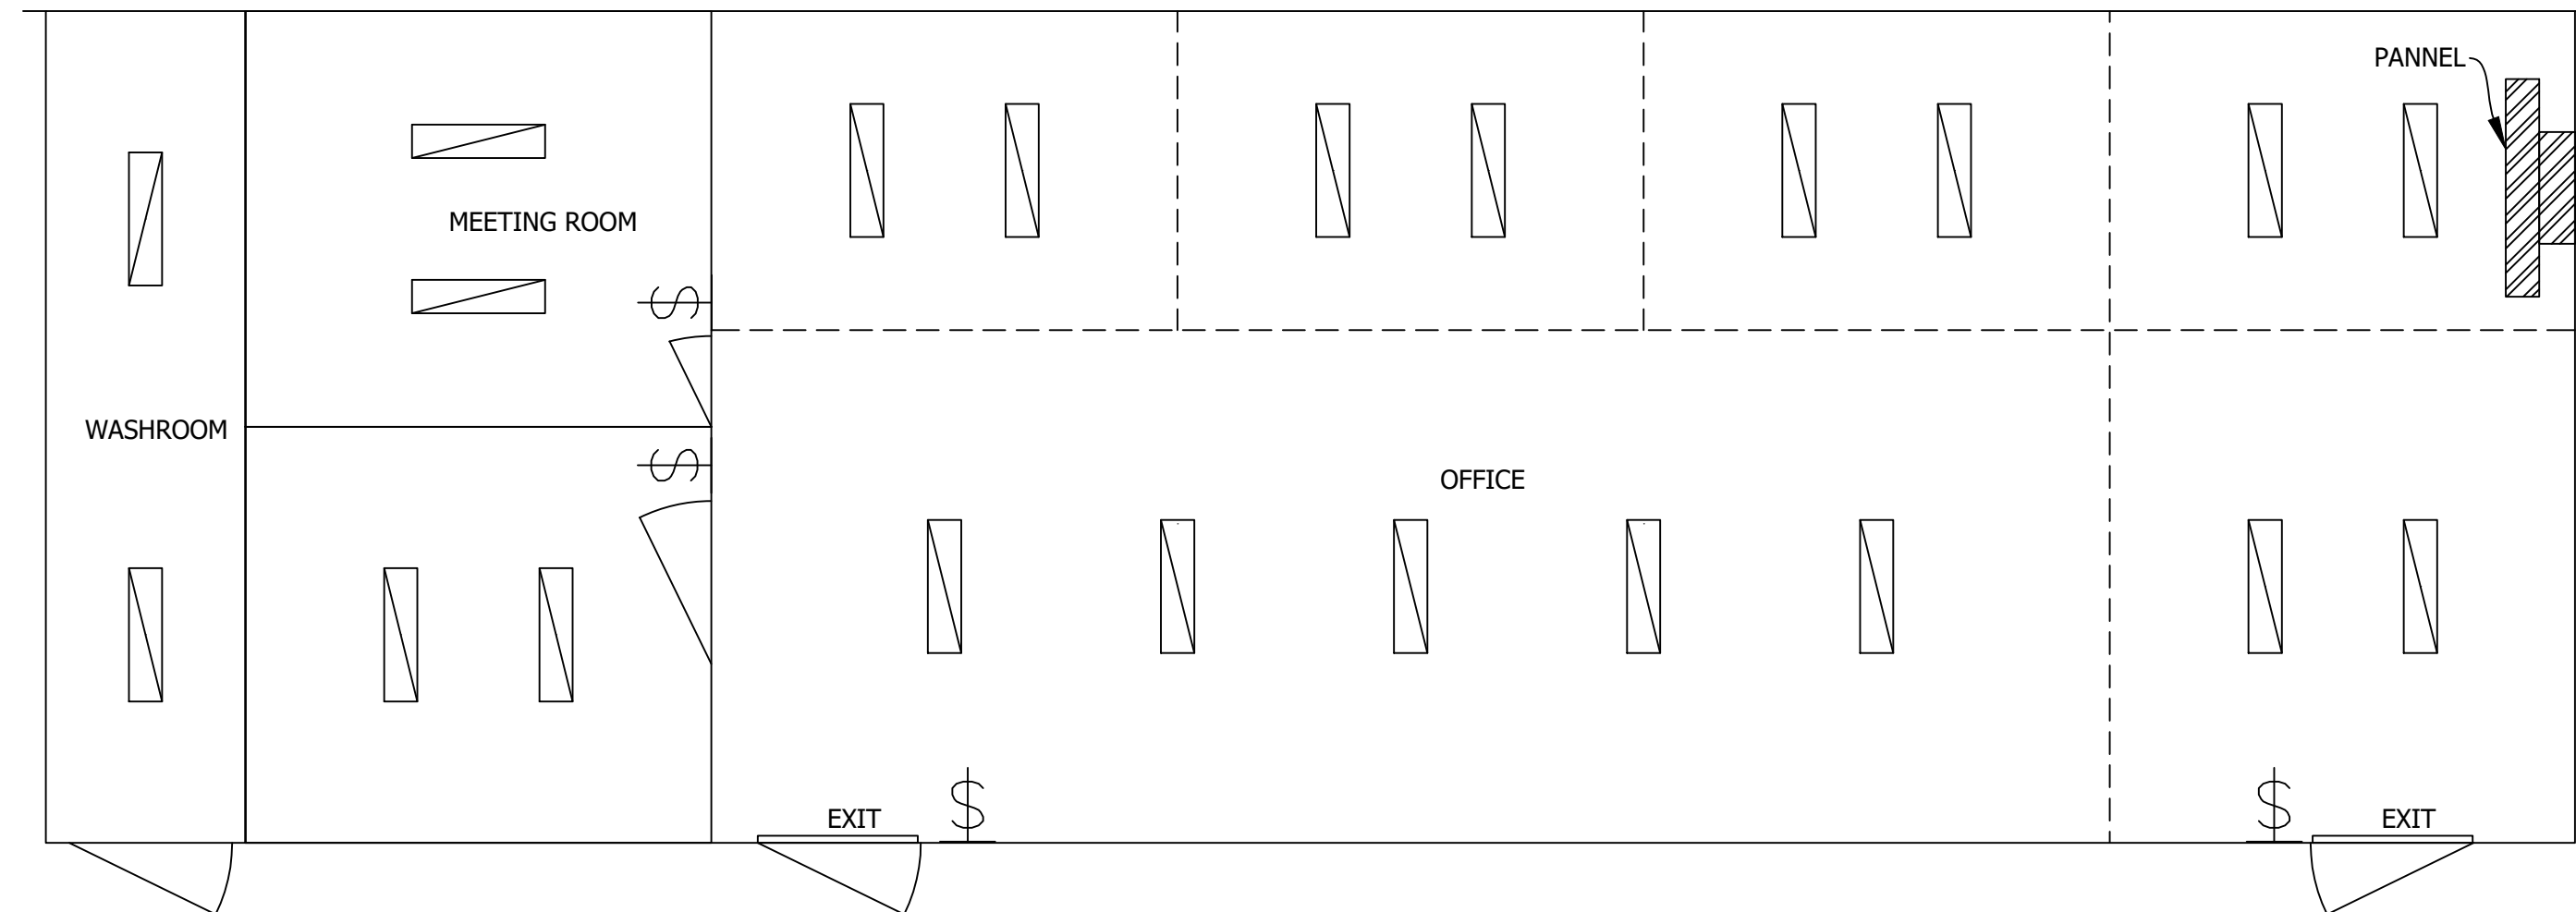 PANNEL
MEETING ROOM
$
WASHROOM
$
OFFICE
EXIT
$
$
EXIT